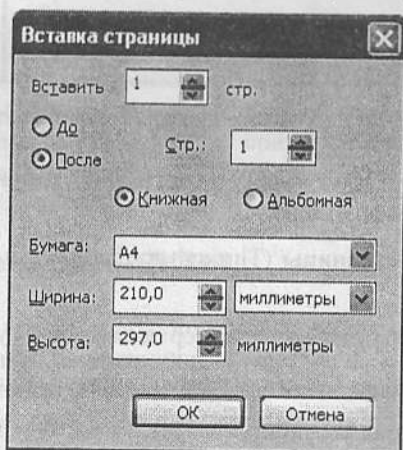 Вставка страницы
Вставить 1 стр.
До
После
Стр.: 1
Книжная Альбомная
Бумага: A4
Ширина: 210,0 миллиметры
Высота: 297,0 миллиметры
OK Отмена